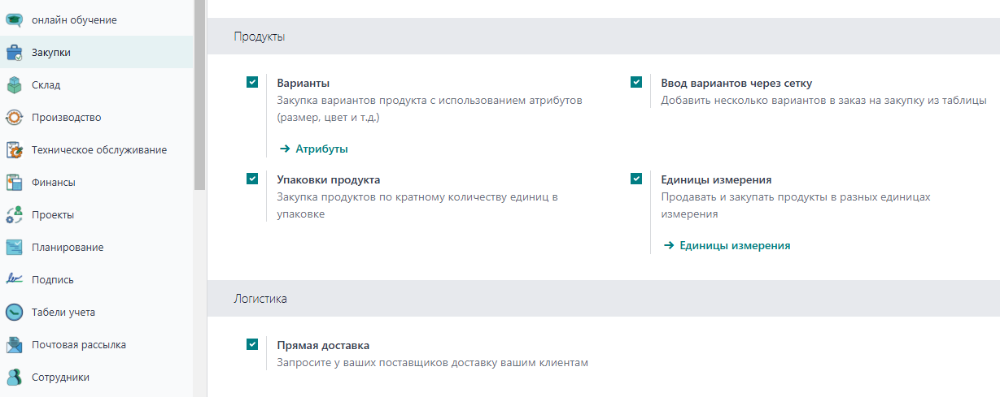 онлайн обучение
Закупки
Склад
Производство
Техническое обслуживание
Финансы
Проекты
Планирование
Подпись
Табели учета
Почтовая рассылка
Сотрудники
Продукты
Варианты
Закупка вариантов продукта с использованием атрибутов
(размер, цвет и т.д.)
Атрибуты
Ввод вариантов через сетку
Добавить несколько вариантов в заказ на закупку из таблицы
Упаковки продукта
Закупка продуктов по кратному количеству единиц в
упаковке
Единицы измерения
Продавать и закупать продукты в разных единицах
измерения
Единицы измерения
Логистика
Прямая доставка
Запросите у ваших поставщиков доставку вашим клиентам